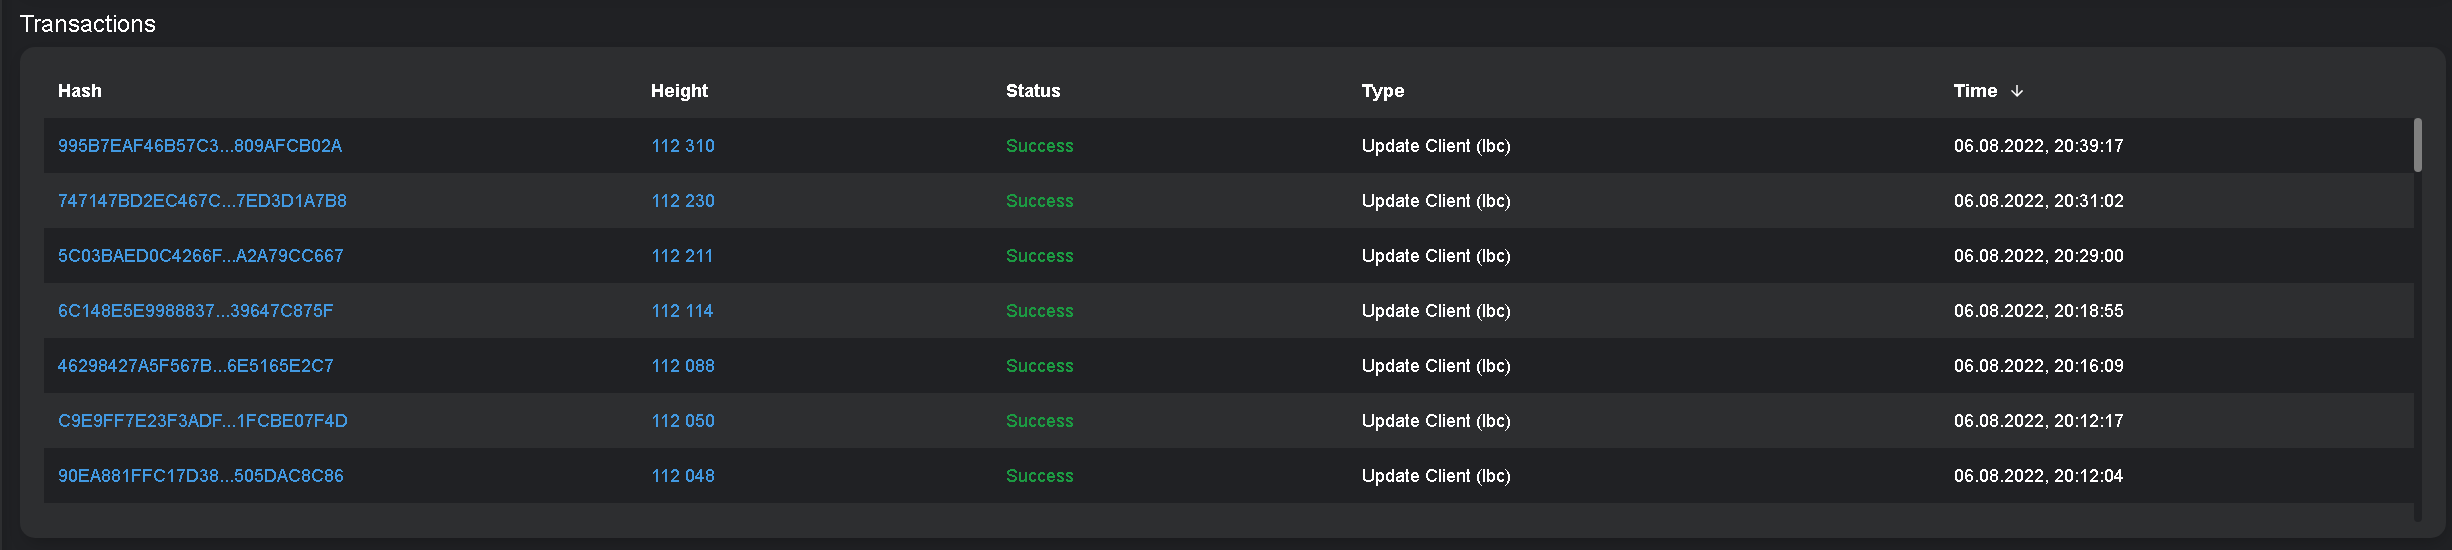 Transactions
Hash Height Status Type Time ↓
995B7EAF46B57C3...809AFCB02A 112 310 Success Update Client (Ibc) 06.08.2022, 20:39:17
747147BD2EC467C...7ED3D1A7B8 112 230 Success Update Client (Ibc) 06.08.2022, 20:31:02
5C03BAED0C4266F...A2A79CC667 112 211 Success Update Client (Ibc) 06.08.2022, 20:29:00
6C148E5E9988837...39647C875F 112 114 Success Update Client (Ibc) 06.08.2022, 20:18:55
46298427A5F567B...6E5165E2C7 112 088 Success Update Client (Ibc) 06.08.2022, 20:16:09
C9E9FF7E23F3ADF...1FCBE07F4D 112 050 Success Update Client (Ibc) 06.08.2022, 20:12:17
90EA881FFC17D38...505DAC8C86 112 048 Success Update Client (Ibc) 06.08.2022, 20:12:04